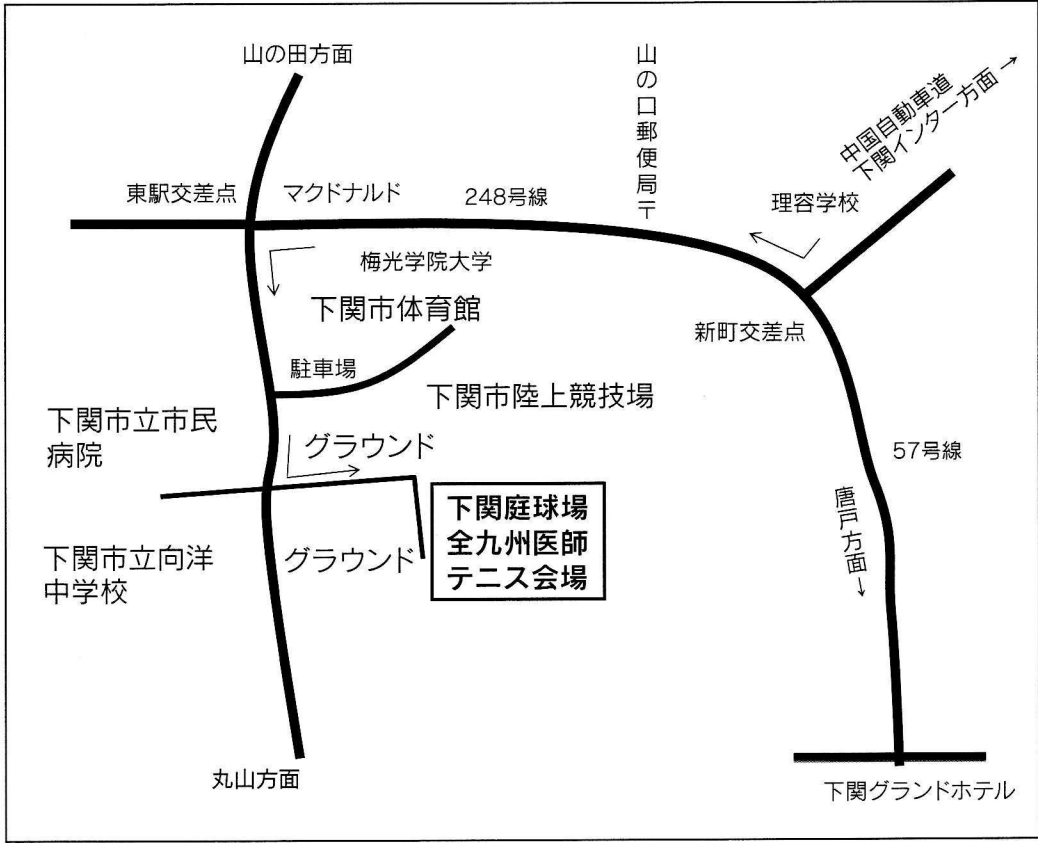 山の田方面
山の口郵便局〒
中国自動車道
下関インター方面→
東駅交差点
マクドナルド
248号線
理容学校
梅光学院大学
下関市体育館
新町交差点
駐車場
下関市陸上競技場
下関市立市民
病院
グラウンド
57号線
唐戸方面→
下関庭球場
全九州医師
テニス会場
グラウンド
下関市立向洋
中学校
丸山方面
下関グランドホテル